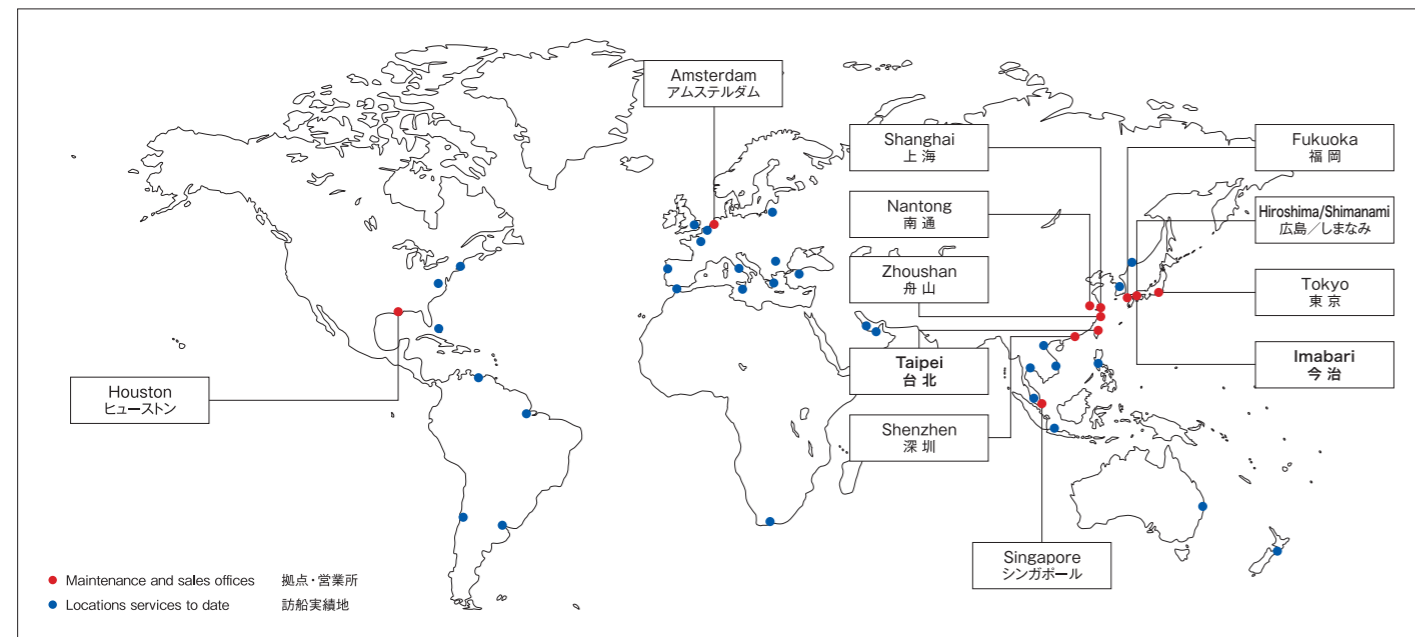 Amsterdam
アムステルダム
Shanghai
上 海
Fukuoka
福 岡
Nantong
南 通
Hiroshima/Shimanami
広島／しまなみ
Zhoushan
舟 山
Tokyo
東 京
Taipei
台 北
Imabari
今 治
Houston
ヒューストン
Shenzhen
深 圳
Singapore
シンガポール
Maintenance and sales offices 拠点・営業所
Locations services to date 訪船実績地